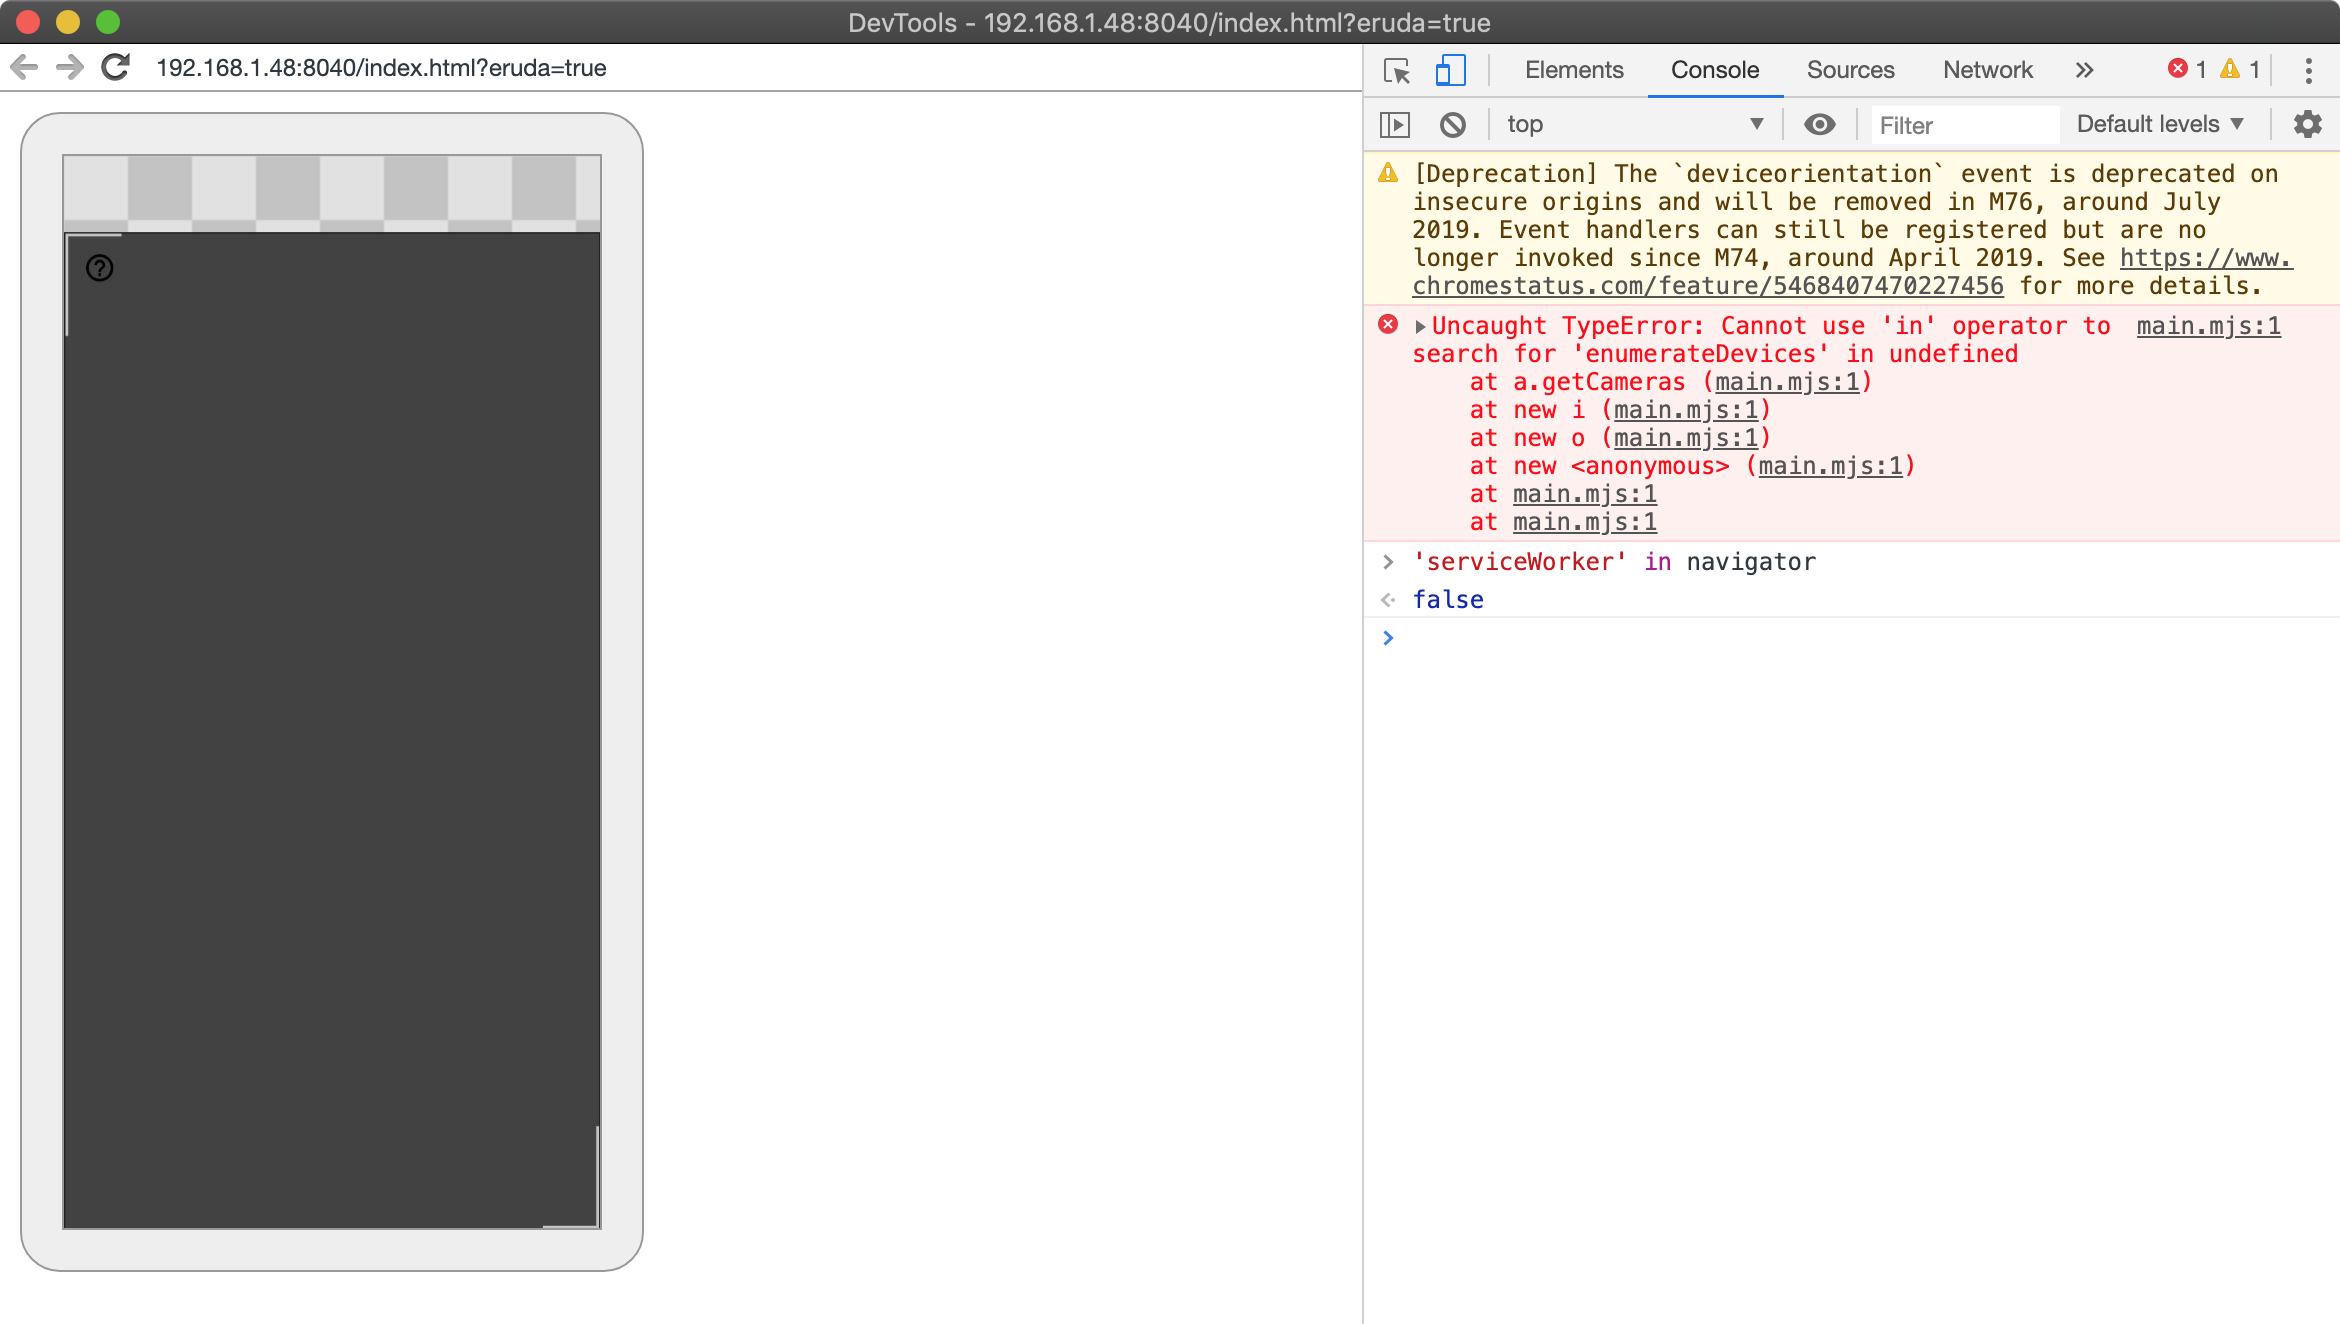 DevTools - 192.168.1.48:8040/index.html?eruda=true
192.168.1.48:8040/index.html?eruda=true
Elements Console Sources Network » 1 1
top Filter Default levels
[Deprecation] The `deviceorientation` event is deprecated on
insecure origins and will be removed in M76, around July
2019. Event handlers can still be registered but are no
longer invoked since M74, around April 2019. See https://www.
chromestatus.com/feature/5468407470227456 for more details.
Uncaught TypeError: Cannot use 'in' operator to main.mjs:1
search for 'enumerateDevices' in undefined
at a.getCameras (main.mjs:1)
at new i (main.mjs:1)
at new o (main.mjs:1)
at new <anonymous> (main.mjs:1)
at main.mjs:1
at main.mjs:1
> 'serviceWorker' in navigator
false
>